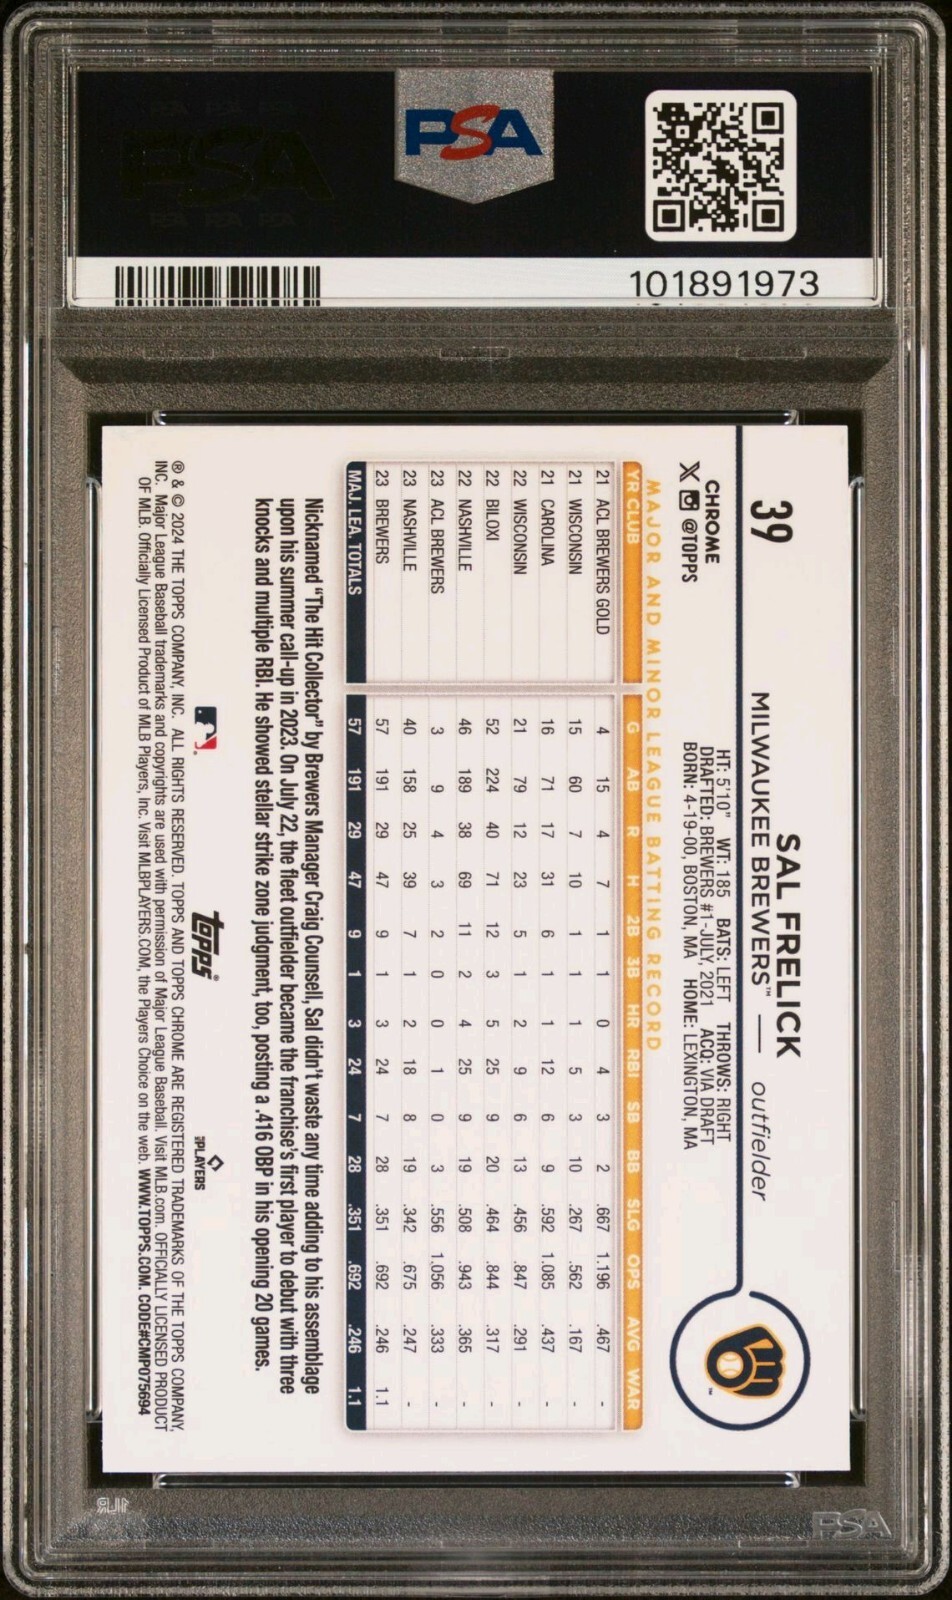 PSA
101891973
39
SAL FRELICK
MILWAUKEE BREWERS™ — outfielder
CHROME
X @TOPPS
HT: 5'10" WT: 185 BATS: LEFT THROWS: RIGHT
DRAFTED: BREWERS #1-JULY, 2021 ACQ: VIA DRAFT
BORN: 4-19-00, BOSTON, MA HOME: LEXINGTON, MA
MAJOR AND MINOR LEAGUE BATTING RECORD
YR CLUB G AB R H 2B 3B HR RBI SB BB SLG OPS AVG WAR
21 ACL BREWERS GOLD 4 15 4 7 1 1 0 4 3 2 .667 1.196 .467 -
21 WISCONSIN 15 60 7 10 1 1 1 5 3 10 .267 .562 .167 -
21 CAROLINA 16 71 17 31 6 1 1 12 6 9 .592 1.085 .437 -
22 WISCONSIN 21 79 12 23 5 1 2 9 6 13 .456 .847 .291 -
22 BILOXI 52 224 40 71 12 3 5 25 9 20 .464 .844 .317 -
22 NASHVILLE 46 189 38 69 11 2 4 25 9 19 .508 .943 .365 -
23 ACL BREWERS 3 9 4 3 2 0 0 1 0 3 .556 1.056 .333 -
23 NASHVILLE 40 158 25 39 7 1 2 18 8 19 .342 .675 .247 -
23 BREWERS 57 191 29 47 9 1 3 24 7 28 .351 .692 .246 1.1
MAJ. LEA. TOTALS 57 191 29 47 9 1 3 24 7 28 .351 .692 .246 1.1
Nicknamed “The Hit Collector” by Brewers Manager Craig Counsell, Sal didn't waste any time adding to his assemblage
upon his summer call-up in 2023. On July 22, the fleet outfielder became the franchise's first player to debut with three
knocks and multiple RBI. He showed stellar strike zone judgment, too, posting a .416 OBP in his opening 20 games.
topps®
PLAYERS
® & © 2024 THE TOPPS COMPANY, INC. ALL RIGHTS RESERVED. TOPPS AND TOPPS CHROME ARE REGISTERED TRADEMARKS OF THE TOPPS COMPANY,
INC. Major League Baseball trademarks and copyrights are used with permission of Major League Baseball. Visit MLB.com. OFFICIALLY LICENSED PRODUCT
OF MLB. Officially Licensed Product of MLB Players, Inc. Visit MLBPLAYERS.COM, the Players Choice on the web. WWW.TOPPS.COM. CODE#CMP075694
PSA